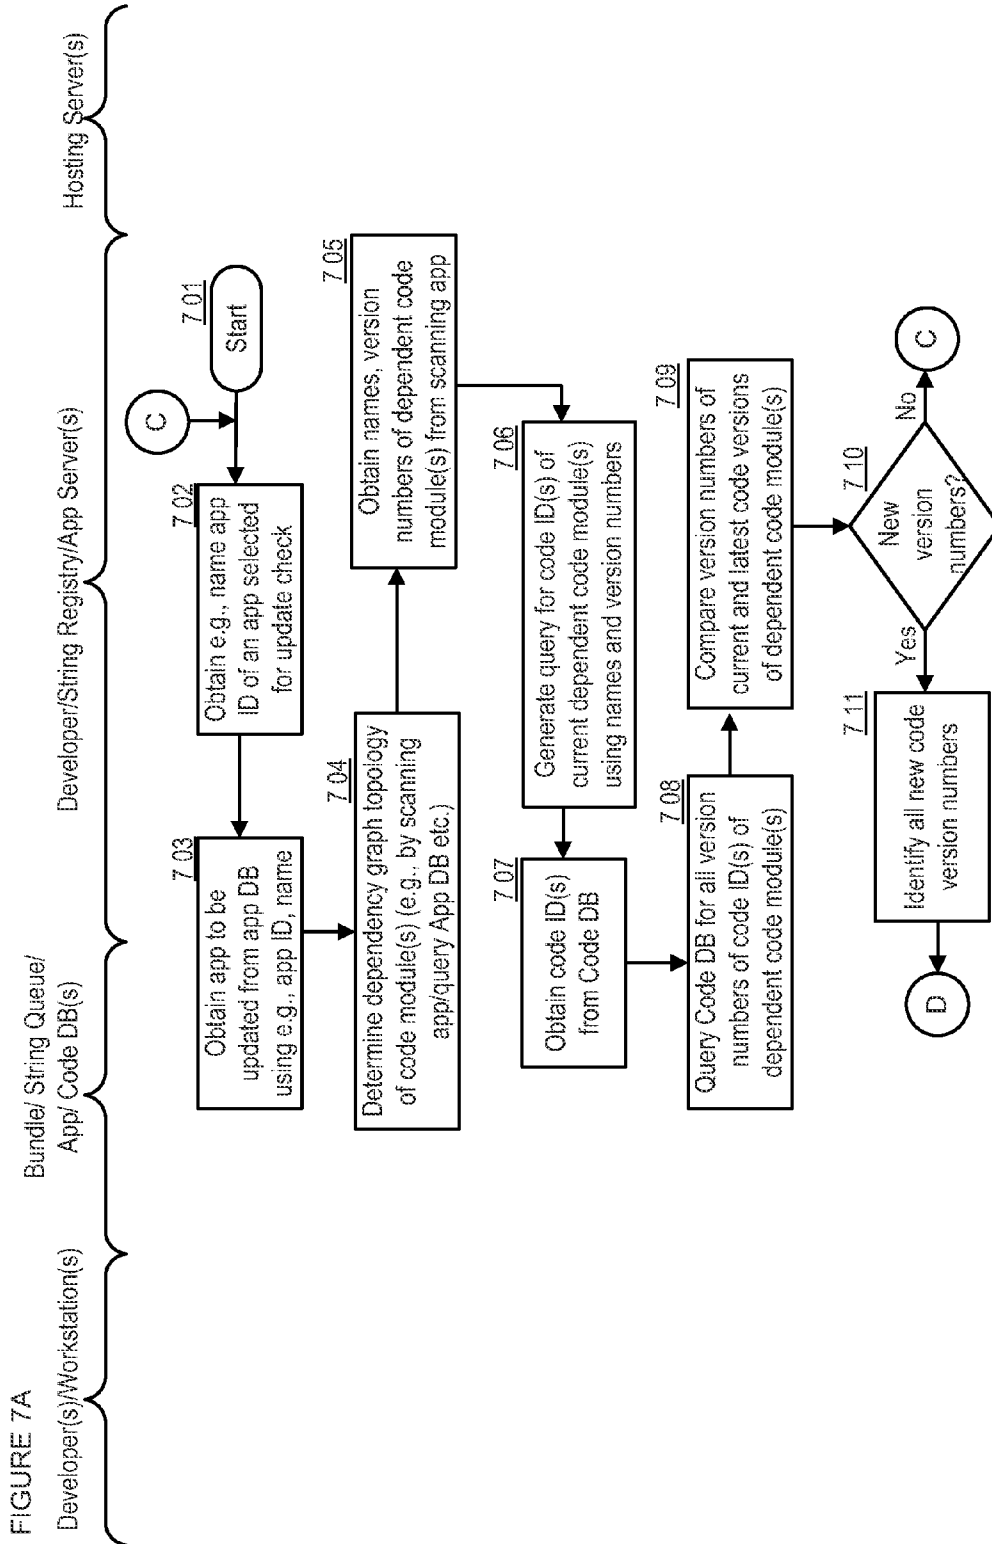 FIGURE 7A
Developer(s)/Workstation(s)
Bundle/ String Queue/
App/ Code DB(s)
Developer/String Registry/App Server(s)
Hosting Server(s)
7 01
Start
C
7 02
Obtain e.g., name app
ID of an app selected
for update check
7 03
Obtain app to be
updated from app DB
using e.g., app ID, name
7 04
Determine dependency graph topology
of code module(s) (e.g., by scanning
app/query App DB etc.)
7 05
Obtain names, version
numbers of dependent code
module(s) from scanning app
7 06
Generate query for code ID(s) of
current dependent code module(s)
using names and version numbers
7 07
Obtain code ID(s)
from Code DB
7 08
Query Code DB for all version
numbers of code ID(s) of
dependent code module(s)
7 09
Compare version numbers of
current and latest code versions
of dependent code module(s)
7 10
New
version
numbers?
No
C
Yes
7 11
Identify all new code
version numbers
D